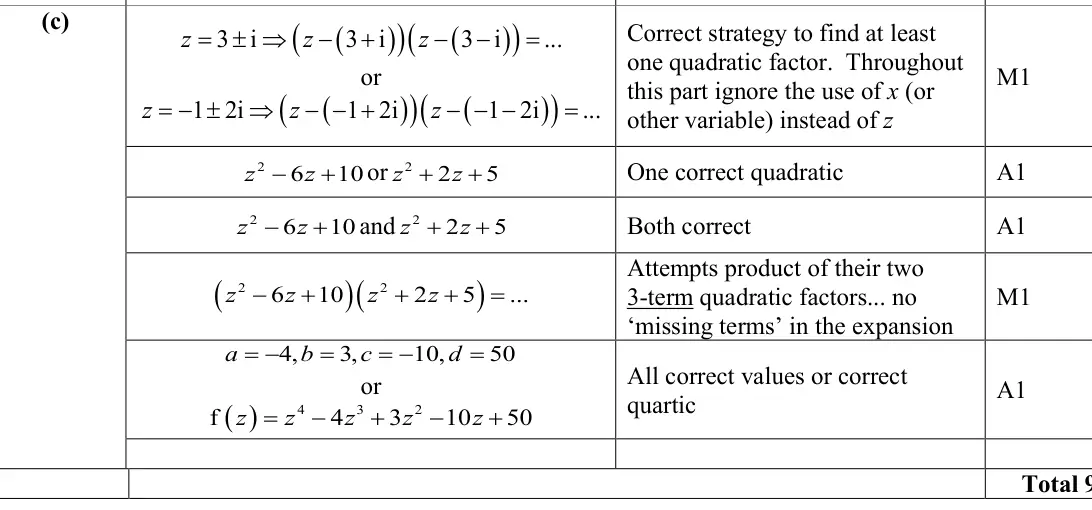 (c)
z = 3 ± i ⇒ (z − (3 + i))(z − (3 − i)) = ...
or
z = −1 ± 2i ⇒ (z − (−1 + 2i))(z − (−1 − 2i)) = ...
Correct strategy to find at least
one quadratic factor. Throughout
this part ignore the use of x (or
other variable) instead of z
M1
z² − 6z + 10 or z² + 2z + 5
One correct quadratic
A1
z² − 6z + 10 and z² + 2z + 5
Both correct
A1
(z² − 6z + 10)(z² + 2z + 5) = ...
Attempts product of their two
3-term quadratic factors... no
‘missing terms’ in the expansion
M1
a = −4, b = 3, c = −10, d = 50
or
f(z) = z⁴ − 4z³ + 3z² − 10z + 50
All correct values or correct
quartic
A1
Total 9